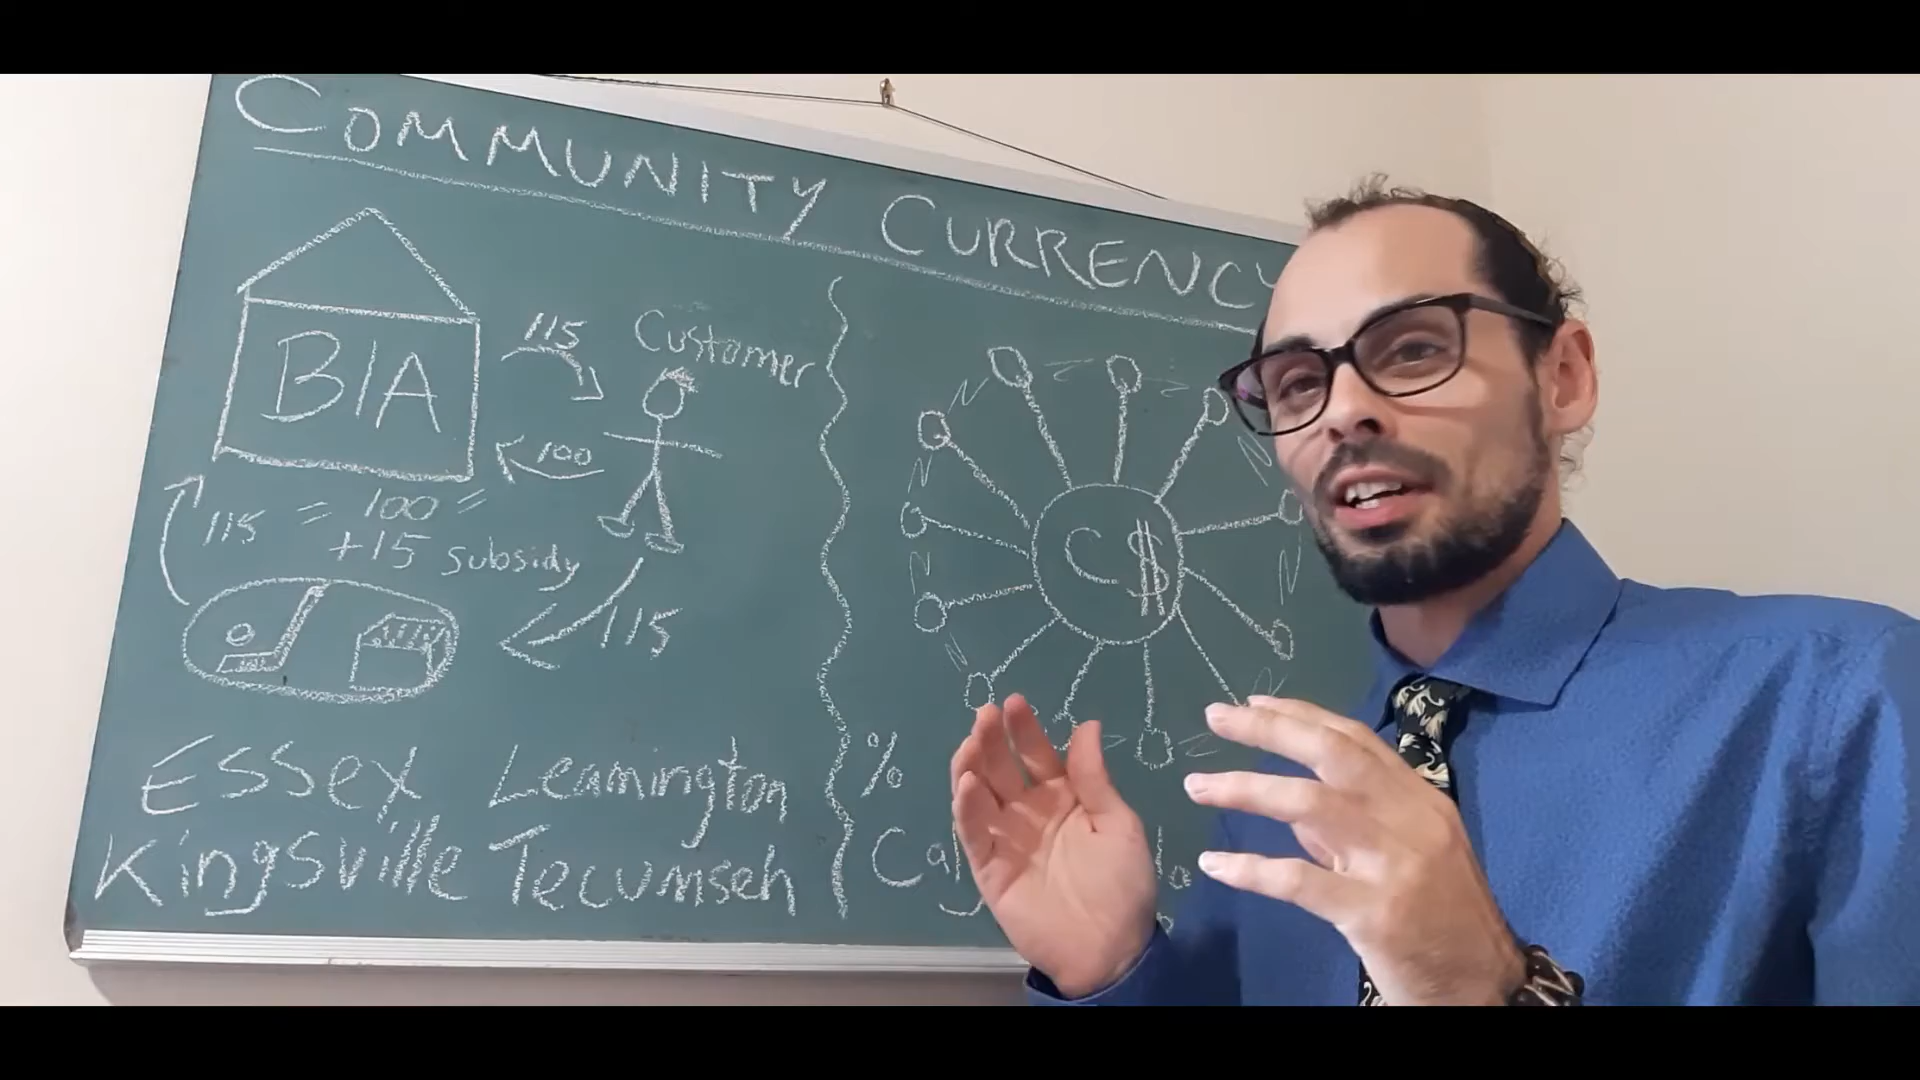 COMMUNITY CURRENCY
115 Customer
BIA
100
115 = 100 =
+15 subsidy
115
C$
Essex Leamington
Kingsville Tecumseh
%